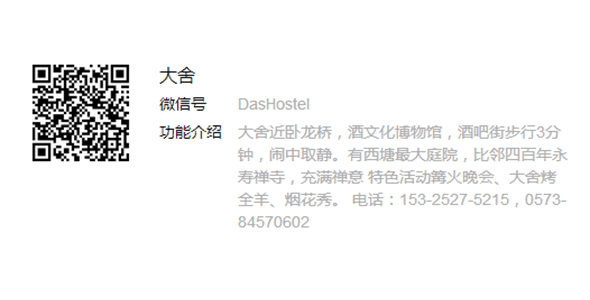 大舍
微信号 DasHostel
功能介绍 大舍近卧龙桥，酒文化博物馆，酒吧街步行3分
钟，闹中取静。有西塘最大庭院，比邻四百年永
寿禅寺，充满禅意 特色活动篝火晚会、大舍烤
全羊、烟花秀。 电话：153-2527-5215，0573-
84570602